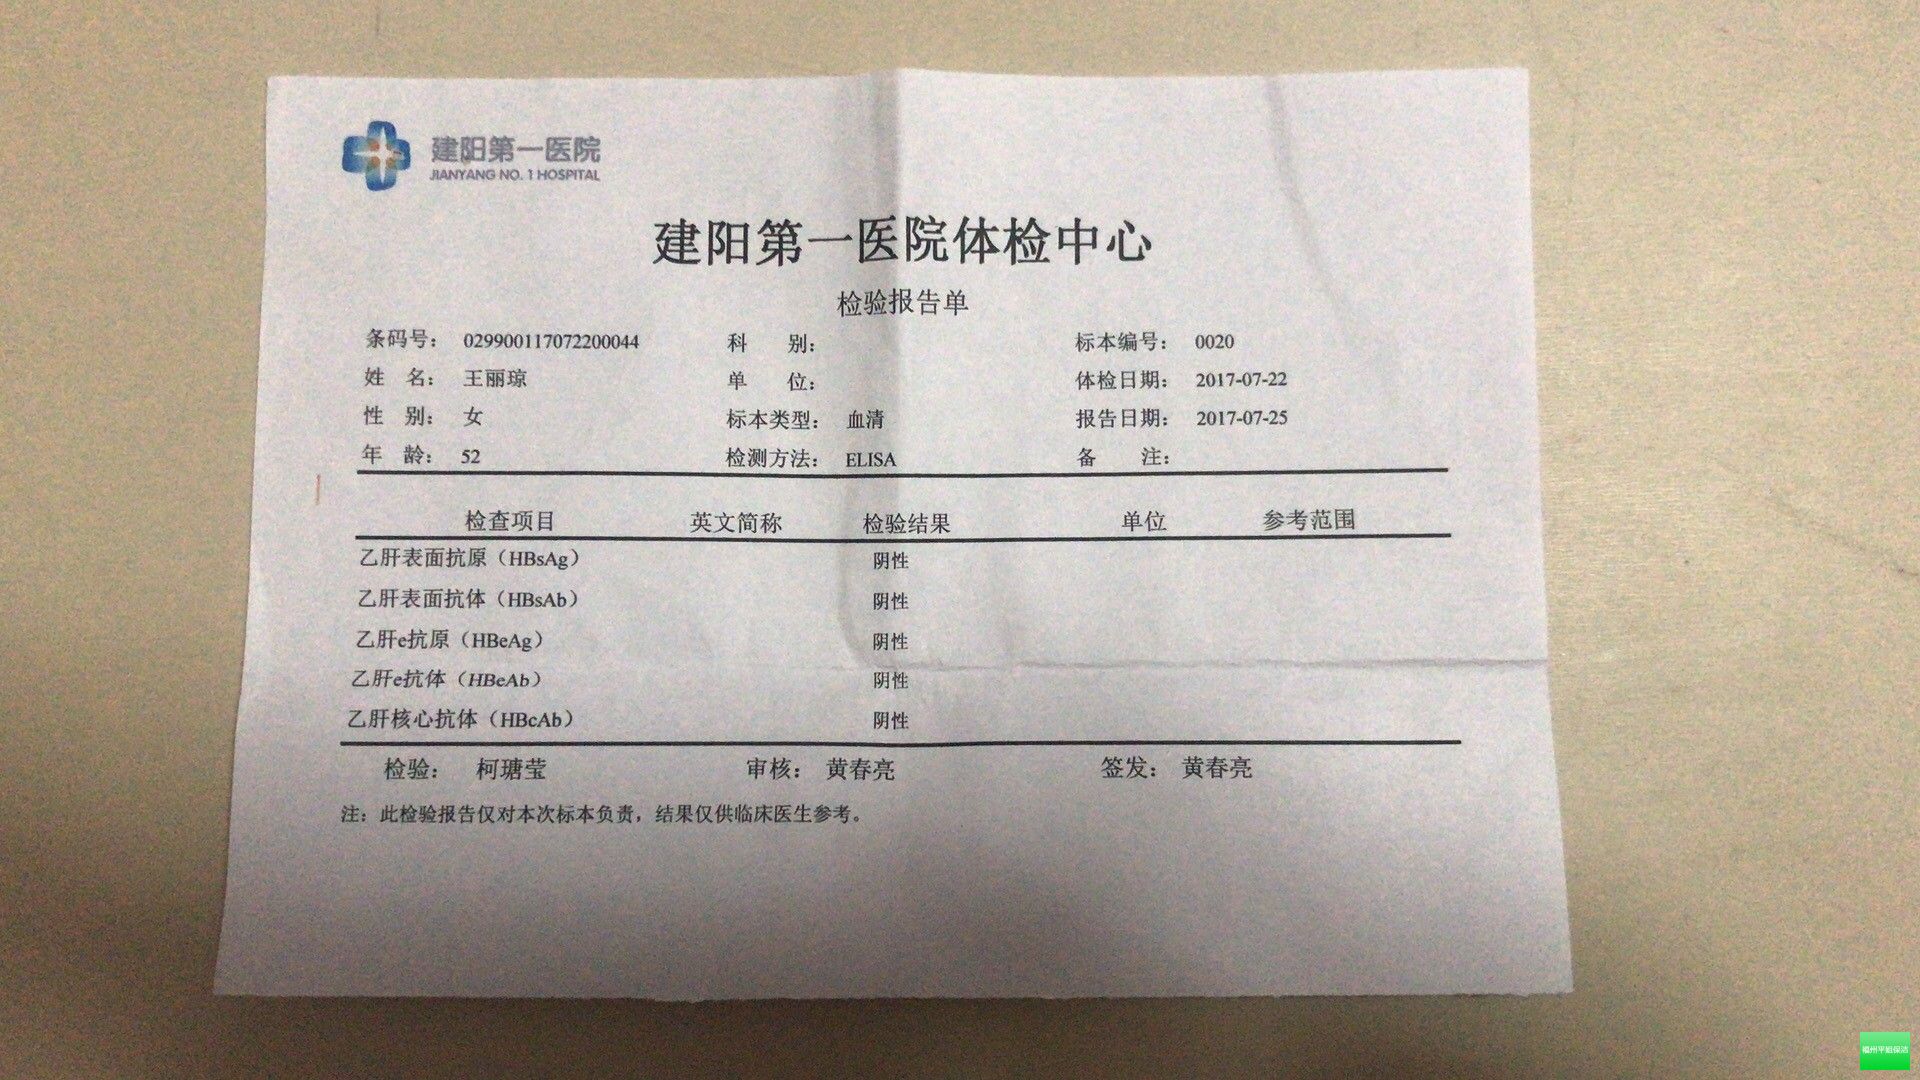 建阳第一医院
JIANYANG NO. 1 HOSPITAL
建阳第一医院体检中心
检验报告单
条码号： 029900117072200044 科 别： 标本编号： 0020
姓 名： 王丽琼 单 位： 体检日期： 2017-07-22
性 别： 女 标本类型： 血清 报告日期： 2017-07-25
年 龄： 52 检测方法： ELISA 备 注：
检查项目 英文简称 检验结果 单位 参考范围
乙肝表面抗原（HBsAg） 阴性
乙肝表面抗体（HBsAb） 阴性
乙肝e抗原（HBeAg） 阴性
乙肝e抗体（HBeAb） 阴性
乙肝核心抗体（HBcAb） 阴性
检验： 柯瑭莹 审核： 黄春亮 签发： 黄春亮
注：此检验报告仅对本次标本负责，结果仅供临床医生参考。
福州平姐保洁